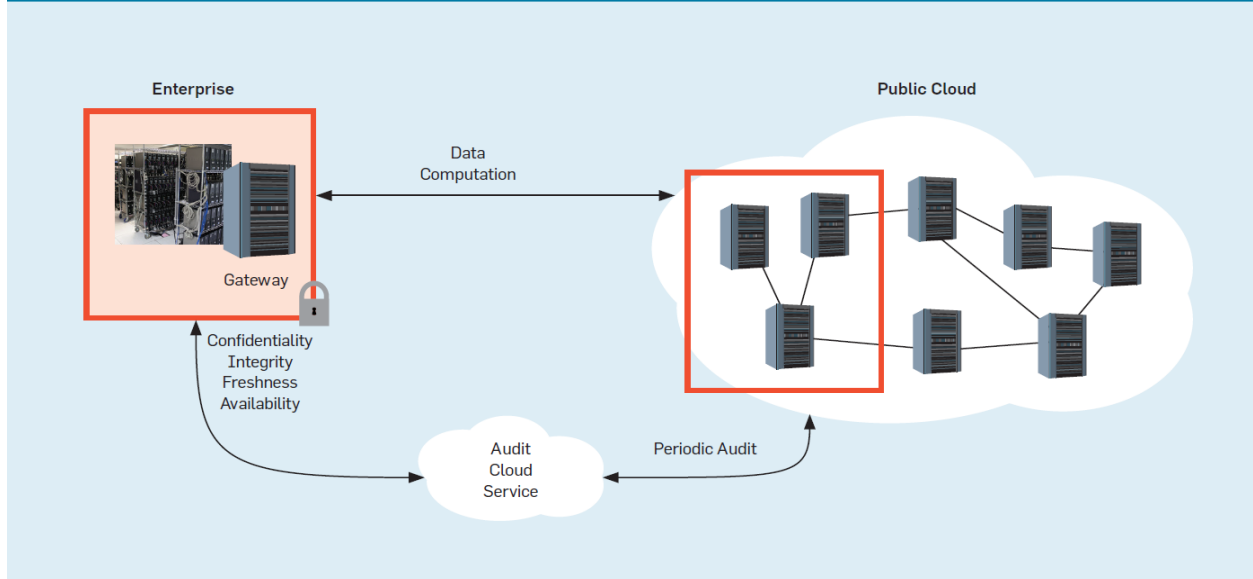 Enterprise
Public Cloud
Data
Computation
Gateway
Confidentiality
Integrity
Freshness
Availability
Audit
Cloud
Service
Periodic Audit